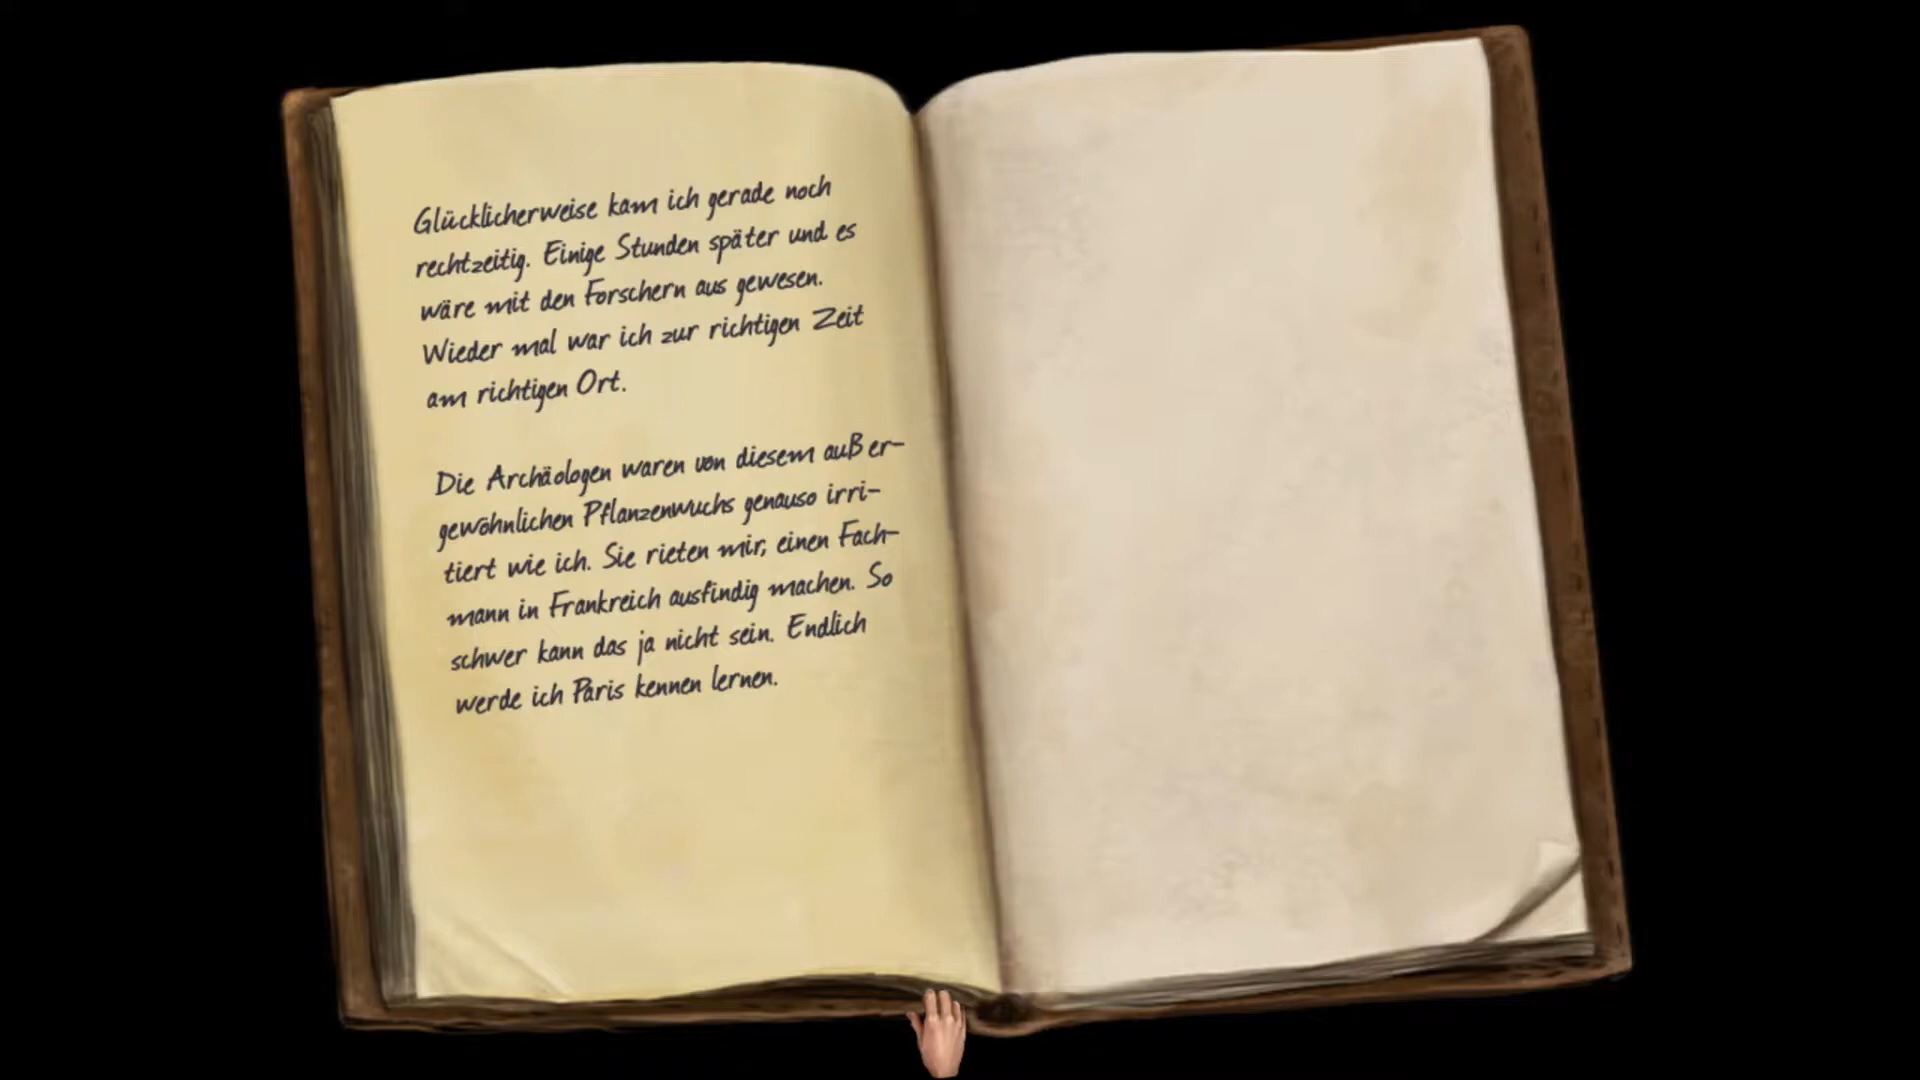 Glücklicherweise kam ich gerade noch
rechtzeitig. Einige Stunden später und es
wäre mit den Forschern aus gewesen.
Wieder mal war ich zur richtigen Zeit
am richtigen Ort.
Die Archäologen waren von diesem außer-
gewöhnlichen Pflanzenwuchs genauso irri-
tiert wie ich. Sie rieten mir, einen Fach-
mann in Frankreich ausfindig machen. So
schwer kann das ja nicht sein. Endlich
werde ich Paris kennen lernen.